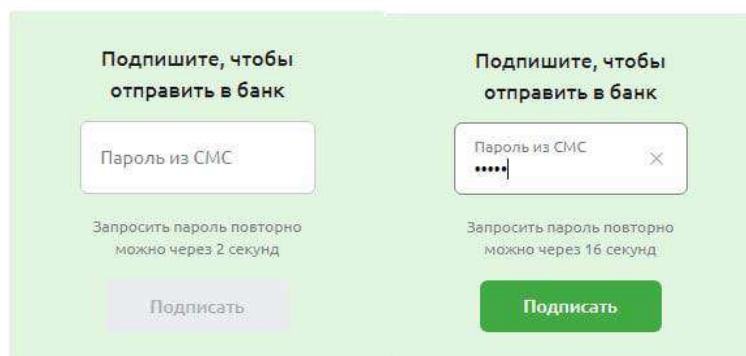 Подпишите, чтобы
отправить в банк
Пароль из СМС
Запросить пароль повторно
можно через 2 секунд
Подписать
Подпишите, чтобы
отправить в банк
Пароль из СМС
•••••
Запросить пароль повторно
можно через 16 секунд
Подписать